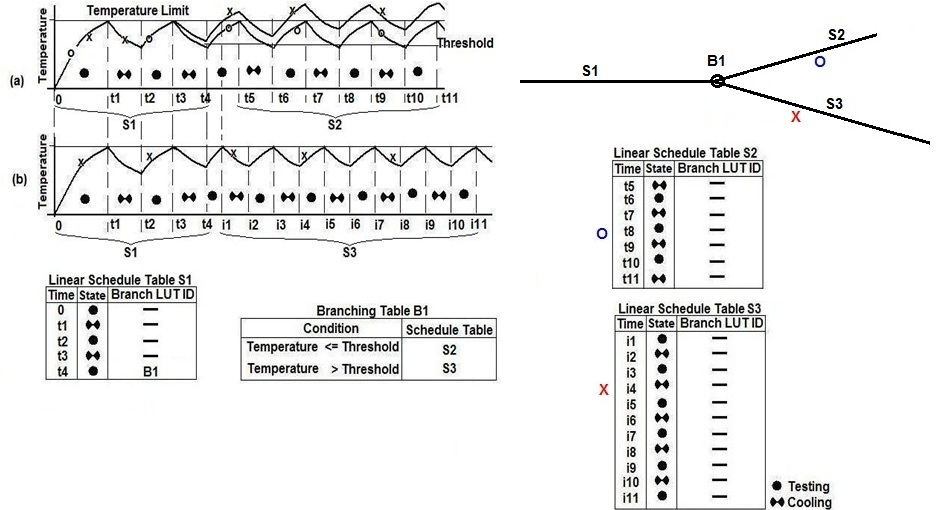 Temperature Limit
Temperature
Threshold
(a)
0 t1 t2 t3 t4 t5 t6 t7 t8 t9 t10 t11
S1 S2
Temperature
(b)
0 t1 t2 t3 t4 i1 i2 i3 i4 i5 i6 i7 i8 i9 i10 i11
S1 S3
S1 B1 S2
O
S3
X
Linear Schedule Table S1
Time State Branch LUT ID
0 —
t1 —
t2 —
t3 —
t4 B1
Branching Table B1
Condition Schedule Table
Temperature <= Threshold S2
Temperature > Threshold S3
Linear Schedule Table S2
Time State Branch LUT ID
t5 —
t6 —
t7 —
t8 —
O
t9 —
t10 —
t11 —
Linear Schedule Table S3
Time State Branch LUT ID
i1 —
i2 —
i3 —
X
i4 —
i5 —
i6 —
i7 —
i8 —
i9 —
i10 —
i11 —
Testing
Cooling